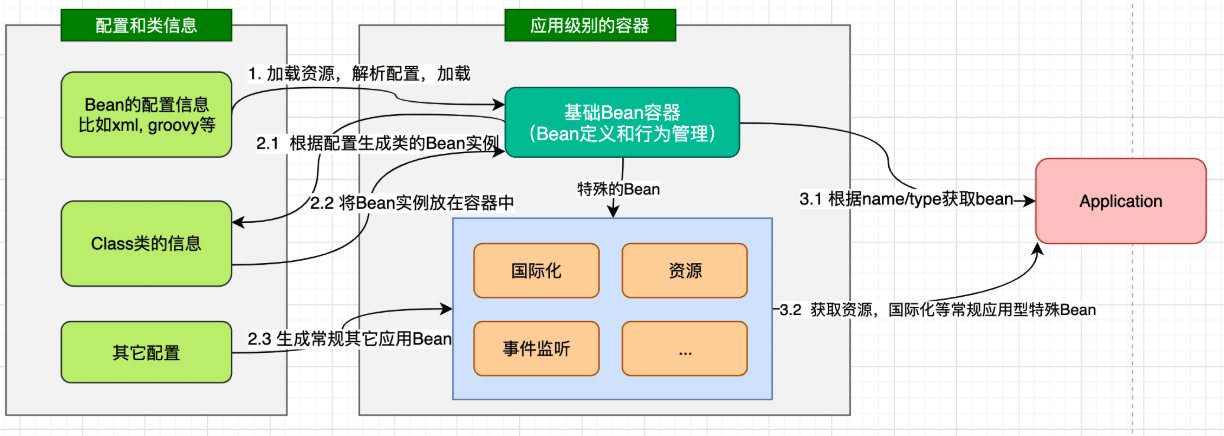 配置和类信息
应用级别的容器
Bean的配置信息
比如xml, groovy等
1. 加载资源，解析配置，加载
基础Bean容器
（Bean定义和行为管理）
2.1 根据配置生成类的Bean实例
特殊的Bean
2.2 将Bean实例放在容器中
3.1 根据name/type获取bean
Application
Class类的信息
国际化
资源
3.2 获取资源，国际化等常规应用型特殊Bean
2.3 生成常规其它应用Bean
其它配置
事件监听
...